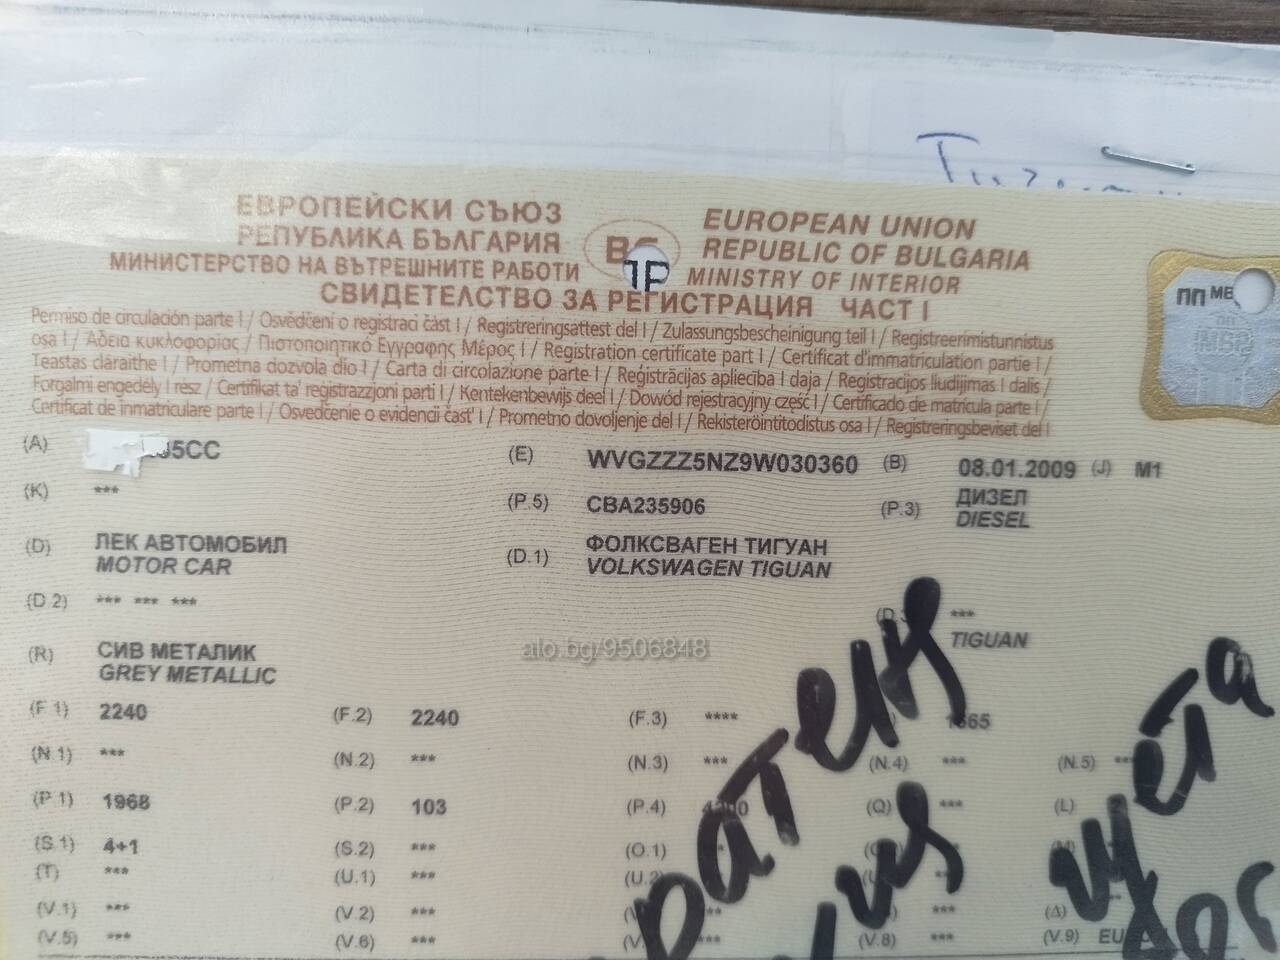 Тигуан
ЕВРОПЕЙСКИ СЪЮЗ
РЕПУБЛИКА БЪЛГАРИЯ
МИНИСТЕРСТВО НА ВЪТРЕШНИТЕ РАБОТИ
EUROPEAN UNION
REPUBLIC OF BULGARIA
MINISTRY OF INTERIOR
СВИДЕТЕЛСТВО ЗА РЕГИСТРАЦИЯ ЧАСТ I
ПП МВ
Permiso de circulación parte I / Osvědčení o registraci část I / Registreringsattest del I / Zulassungsbescheinigung teil I / Registreerimistunnistus
osa I / Άδεια κυκλοφορίας / Πιστοποιητικό Εγγραφής Μέρος I / Registration certificate part I / Certificat d'immatriculation partie I /
Teastas cláraithe I / Prometna dozvola dio I / Carta di circolazione parte I / Reģistrācijas apliecība I daja / Registracijos liudijimas I dalis /
Forgalmi engedély I rész / Certifikat ta' registrazzjoni parti I / Kentekenbewijs deel I / Dowód rejestracyjny część I / Certificado de matrícula parte I /
Certificat de inmatriculare parte I / Osvedčenie o evidencii časť I / Prometno dovoljenje del I / Rekisteröintitodistus osa I / Registreringsbeviset del I
(A) 5CC (E) WVGZZZ5NZ9W030360 (B) 08.01.2009 (J) M1
(K) *** (P.5) CBA235906 (P.3) ДИЗЕЛ
DIESEL
(D) ЛЕК АВТОМОБИЛ (D.1) ФОЛКСВАГЕН ТИГУАН
MOTOR CAR VOLKSWAGEN TIGUAN
(D.2) *** *** *** ***
TIGUAN
alo.bg/9506848
(R) СИВ МЕТАЛИК
GREY METALLIC
(F.1) 2240 (F.2) 2240 (F.3) ****
(N.1) *** (N.2) *** (N.3) *** (N.4) *** (N.5) ***
(P.1) 1968 (P.2) 103 (P.4) (Q) *** (L)
(S.1) 4+1 (S.2) *** (O.1)
(T) *** (U.1) ***
(V.1) *** (V.2) ***
(V.5) *** (V.6) *** *** (V.8) *** (V.9)